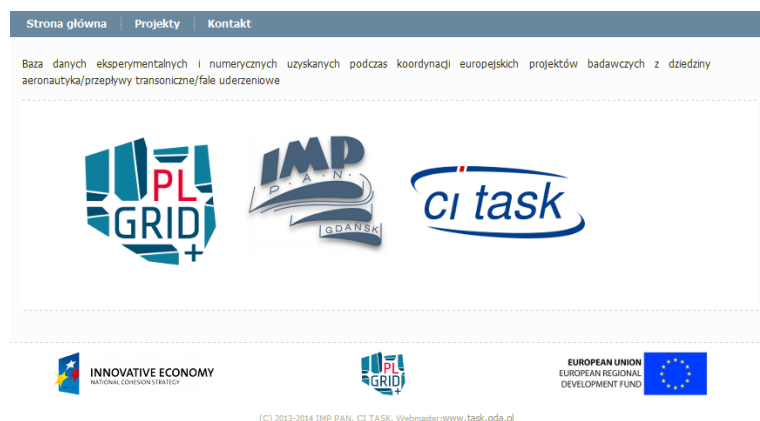 Strona główna Projekty Kontakt
Baza danych eksperymentalnych i numerycznych uzyskanych podczas koordynacji europejskich projektów badawczych z dziedziny
aeronautyka/przepływy transoniczne/fale uderzeniowe
PL
GRID
+
IMP
P.A.N.
GDAŃSK
ci task
INNOVATIVE ECONOMY
NATIONAL COHESION STRATEGY
PL
GRID
+
EUROPEAN UNION
EUROPEAN REGIONAL
DEVELOPMENT FUND
(C) 2013-2014 IMP PAN, CI TASK, Webmaster:www.task.gda.pl